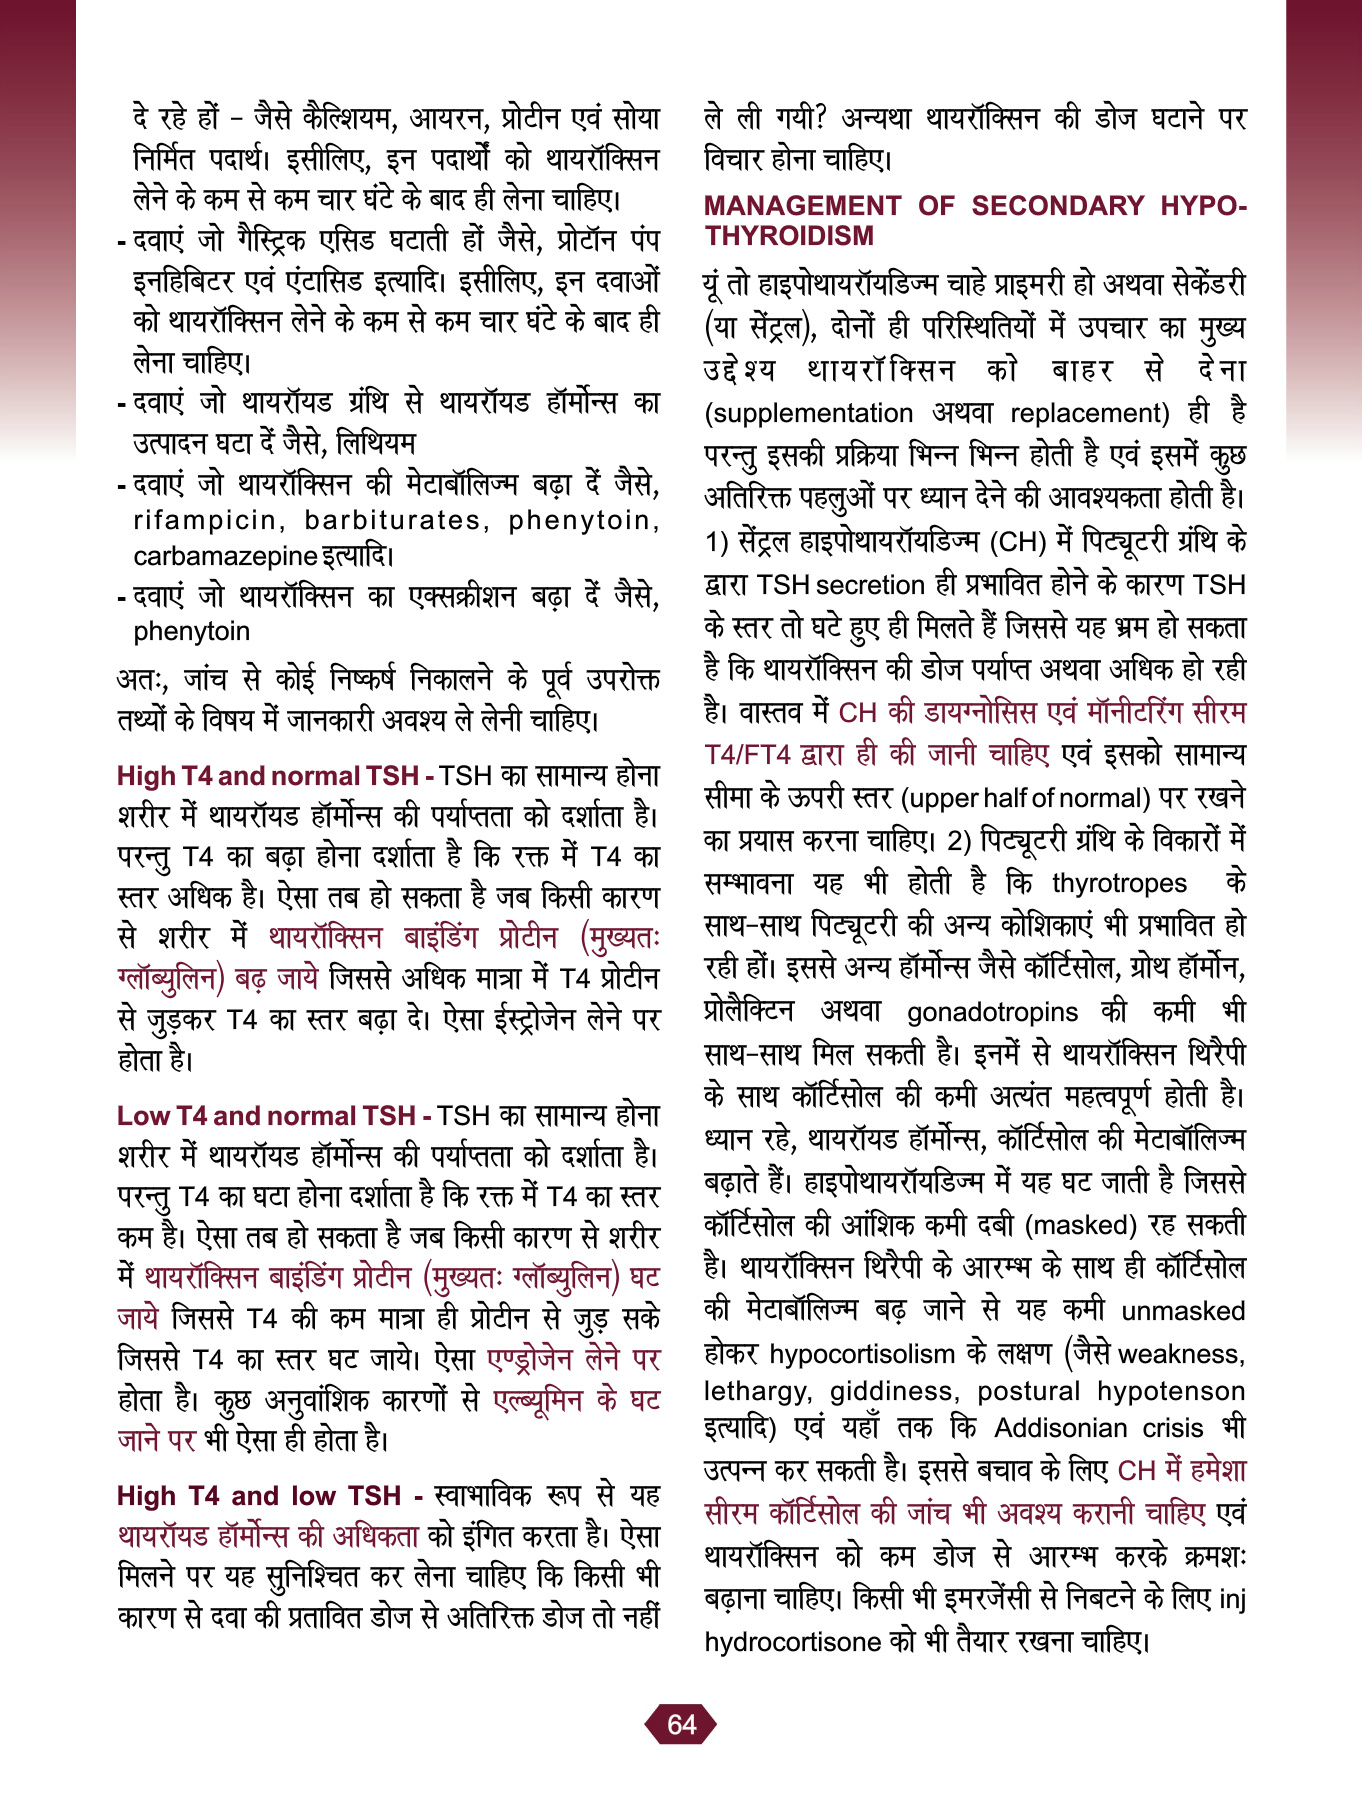 दे रहे हों – जैसे कैल्शियम, आयरन, प्रोटीन एवं सोया
निर्मित पदार्थ। इसीलिए, इन पदार्थों को थायरॉक्सिन
लेने के कम से कम चार घंटे के बाद ही लेना चाहिए।
- दवाएं जो गैस्ट्रिक एसिड घटाती हों जैसे, प्रोटॉन पंप
इनहिबिटर एवं एंटासिड इत्यादि। इसीलिए, इन दवाओं
को थायरॉक्सिन लेने के कम से कम चार घंटे के बाद ही
लेना चाहिए।
- दवाएं जो थायरॉयड ग्रंथि से थायरॉयड हॉर्मोन्स का
उत्पादन घटा दें जैसे, लिथियम
- दवाएं जो थायरॉक्सिन की मेटाबॉलिज्म बढ़ा दें जैसे,
rifampicin, barbiturates, phenytoin,
carbamazepine इत्यादि।
- दवाएं जो थायरॉक्सिन का एक्सक्रीशन बढ़ा दें जैसे,
phenytoin
अतः, जांच से कोई निष्कर्ष निकालने के पूर्व उपरोक्त
तथ्यों के विषय में जानकारी अवश्य ले लेनी चाहिए।
High T4 and normal TSH - TSH का सामान्य होना
शरीर में थायरॉयड हॉर्मोन्स की पर्याप्तता को दर्शाता है।
परन्तु T4 का बढ़ा होना दर्शाता है कि रक्त में T4 का
स्तर अधिक है। ऐसा तब हो सकता है जब किसी कारण
से शरीर में थायरॉक्सिन बाइंडिंग प्रोटीन (मुख्यतः
ग्लॉब्युलिन) बढ़ जाये जिससे अधिक मात्रा में T4 प्रोटीन
से जुड़कर T4 का स्तर बढ़ा दे। ऐसा ईस्ट्रोजेन लेने पर
होता है।
Low T4 and normal TSH - TSH का सामान्य होना
शरीर में थायरॉयड हॉर्मोन्स की पर्याप्तता को दर्शाता है।
परन्तु T4 का घटा होना दर्शाता है कि रक्त में T4 का स्तर
कम है। ऐसा तब हो सकता है जब किसी कारण से शरीर
में थायरॉक्सिन बाइंडिंग प्रोटीन (मुख्यतः ग्लॉब्युलिन) घट
जाये जिससे T4 की कम मात्रा ही प्रोटीन से जुड़ सके
जिससे T4 का स्तर घट जाये। ऐसा एण्ड्रोजेन लेने पर
होता है। कुछ अनुवांशिक कारणों से एल्ब्यूमिन के घट
जाने पर भी ऐसा ही होता है।
High T4 and low TSH - स्वाभाविक रूप से यह
थायरॉयड हॉर्मोन्स की अधिकता को इंगित करता है। ऐसा
मिलने पर यह सुनिश्चित कर लेना चाहिए कि किसी भी
कारण से दवा की प्रतावित डोज से अतिरिक्त डोज तो नहीं
ले ली गयी? अन्यथा थायरॉक्सिन की डोज घटाने पर
विचार होना चाहिए।
MANAGEMENT OF SECONDARY HYPO-
THYROIDISM
यूं तो हाइपोथायरॉयडिज्म चाहे प्राइमरी हो अथवा सेकेंडरी
(या सेंट्रल), दोनों ही परिस्थितियों में उपचार का मुख्य
उद्देश्य थायरॉक्सिन को बाहर से देना
(supplementation अथवा replacement) ही है
परन्तु इसकी प्रक्रिया भिन्न भिन्न होती है एवं इसमें कुछ
अतिरिक्त पहलुओं पर ध्यान देने की आवश्यकता होती है।
1) सेंट्रल हाइपोथायरॉयडिज्म (CH) में पिट्यूटरी ग्रंथि के
द्वारा TSH secretion ही प्रभावित होने के कारण TSH
के स्तर तो घटे हुए ही मिलते हैं जिससे यह भ्रम हो सकता
है कि थायरॉक्सिन की डोज पर्याप्त अथवा अधिक हो रही
है। वास्तव में CH की डायग्नोसिस एवं मॉनीटरिंग सीरम
T4/FT4 द्वारा ही की जानी चाहिए एवं इसको सामान्य
सीमा के ऊपरी स्तर (upper half of normal) पर रखने
का प्रयास करना चाहिए। 2) पिट्यूटरी ग्रंथि के विकारों में
सम्भावना यह भी होती है कि thyrotropes के
साथ-साथ पिट्यूटरी की अन्य कोशिकाएं भी प्रभावित हो
रही हों। इससे अन्य हॉर्मोन्स जैसे कॉर्टिसोल, ग्रोथ हॉर्मोन,
प्रोलैक्टिन अथवा gonadotropins की कमी भी
साथ-साथ मिल सकती है। इनमें से थायरॉक्सिन थिरैपी
के साथ कॉर्टिसोल की कमी अत्यंत महत्वपूर्ण होती है।
ध्यान रहे, थायरॉयड हॉर्मोन्स, कॉर्टिसोल की मेटाबॉलिज्म
बढ़ाते हैं। हाइपोथायरॉयडिज्म में यह घट जाती है जिससे
कॉर्टिसोल की आंशिक कमी दबी (masked) रह सकती
है। थायरॉक्सिन थिरैपी के आरम्भ के साथ ही कॉर्टिसोल
की मेटाबॉलिज्म बढ़ जाने से यह कमी unmasked
होकर hypocortisolism के लक्षण (जैसे weakness,
lethargy, giddiness, postural hypotenson
इत्यादि) एवं यहाँ तक कि Addisonian crisis भी
उत्पन्न कर सकती है। इससे बचाव के लिए CH में हमेशा
सीरम कॉर्टिसोल की जांच भी अवश्य करानी चाहिए एवं
थायरॉक्सिन को कम डोज से आरम्भ करके क्रमशः
बढ़ाना चाहिए। किसी भी इमरजेंसी से निबटने के लिए inj
hydrocortisone को भी तैयार रखना चाहिए।
64